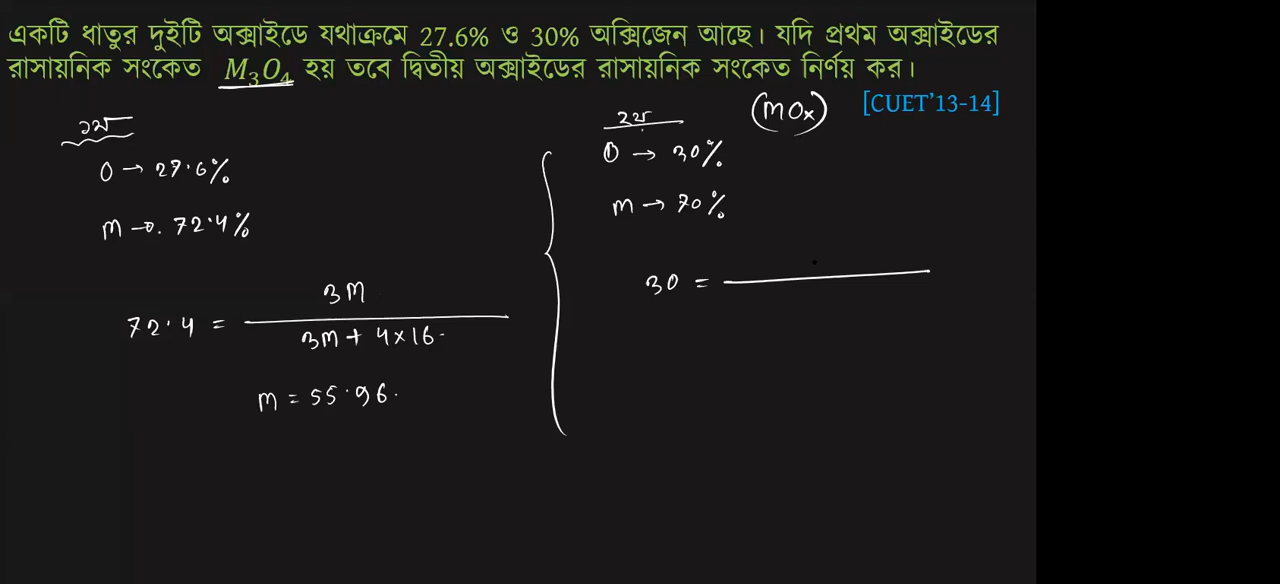 একটি ধাতুর দুইটি অক্সাইডে যথাক্রমে 27.6% ও 30% অক্সিজেন আছে। যদি প্রথম অক্সাইডের
রাসায়নিক সংকেত M₃O₄ হয় তবে দ্বিতীয় অক্সাইডের রাসায়নিক সংকেত নির্ণয় কর।
[CUET’13-14]
১ম
O → 27.6%
M → 72.4%
72.4 = 3M / 3M + 4×16
M = 55.96.
২য়
(MOx)
O → 30%
M → 70%
30 =